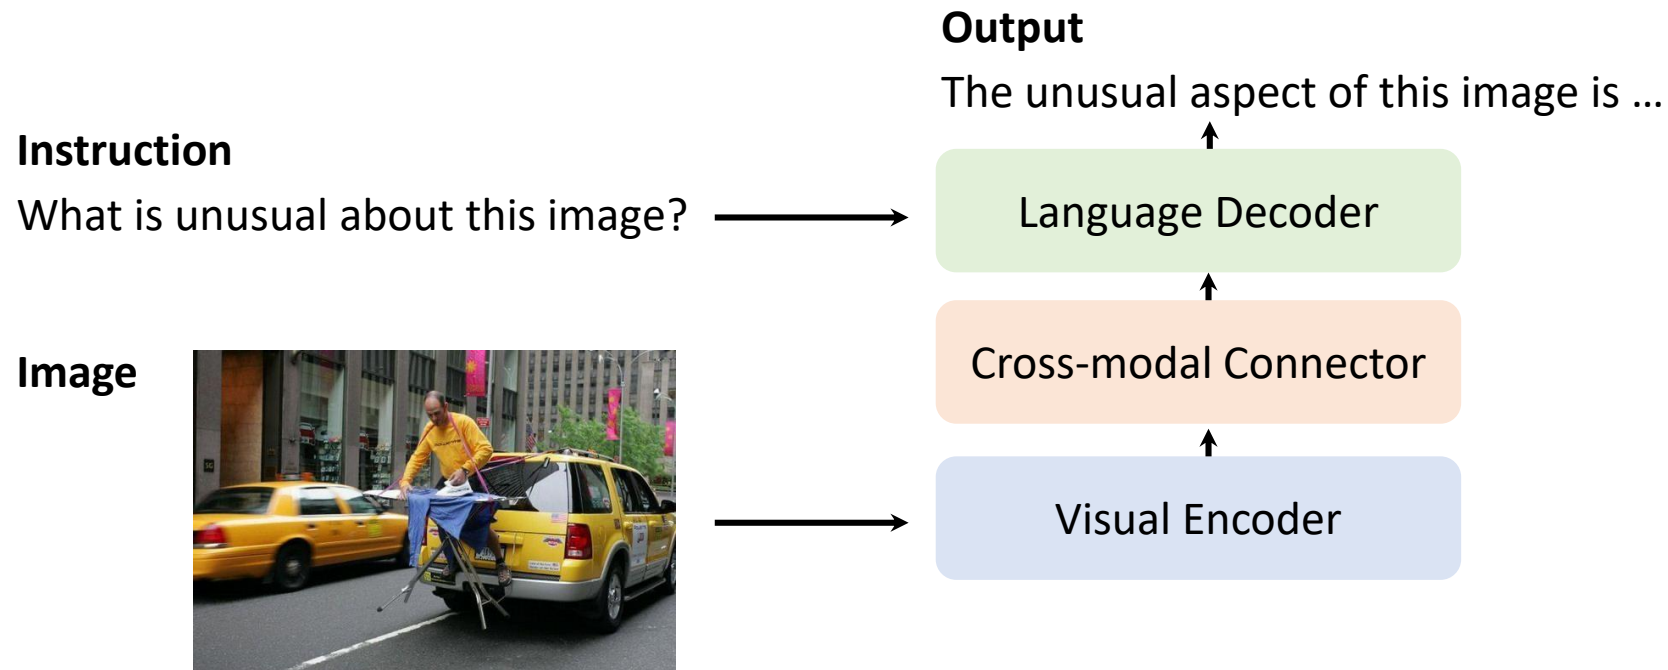 Output
The unusual aspect of this image is ...
Instruction
What is unusual about this image?
Language Decoder
Cross-modal Connector
Image
Visual Encoder